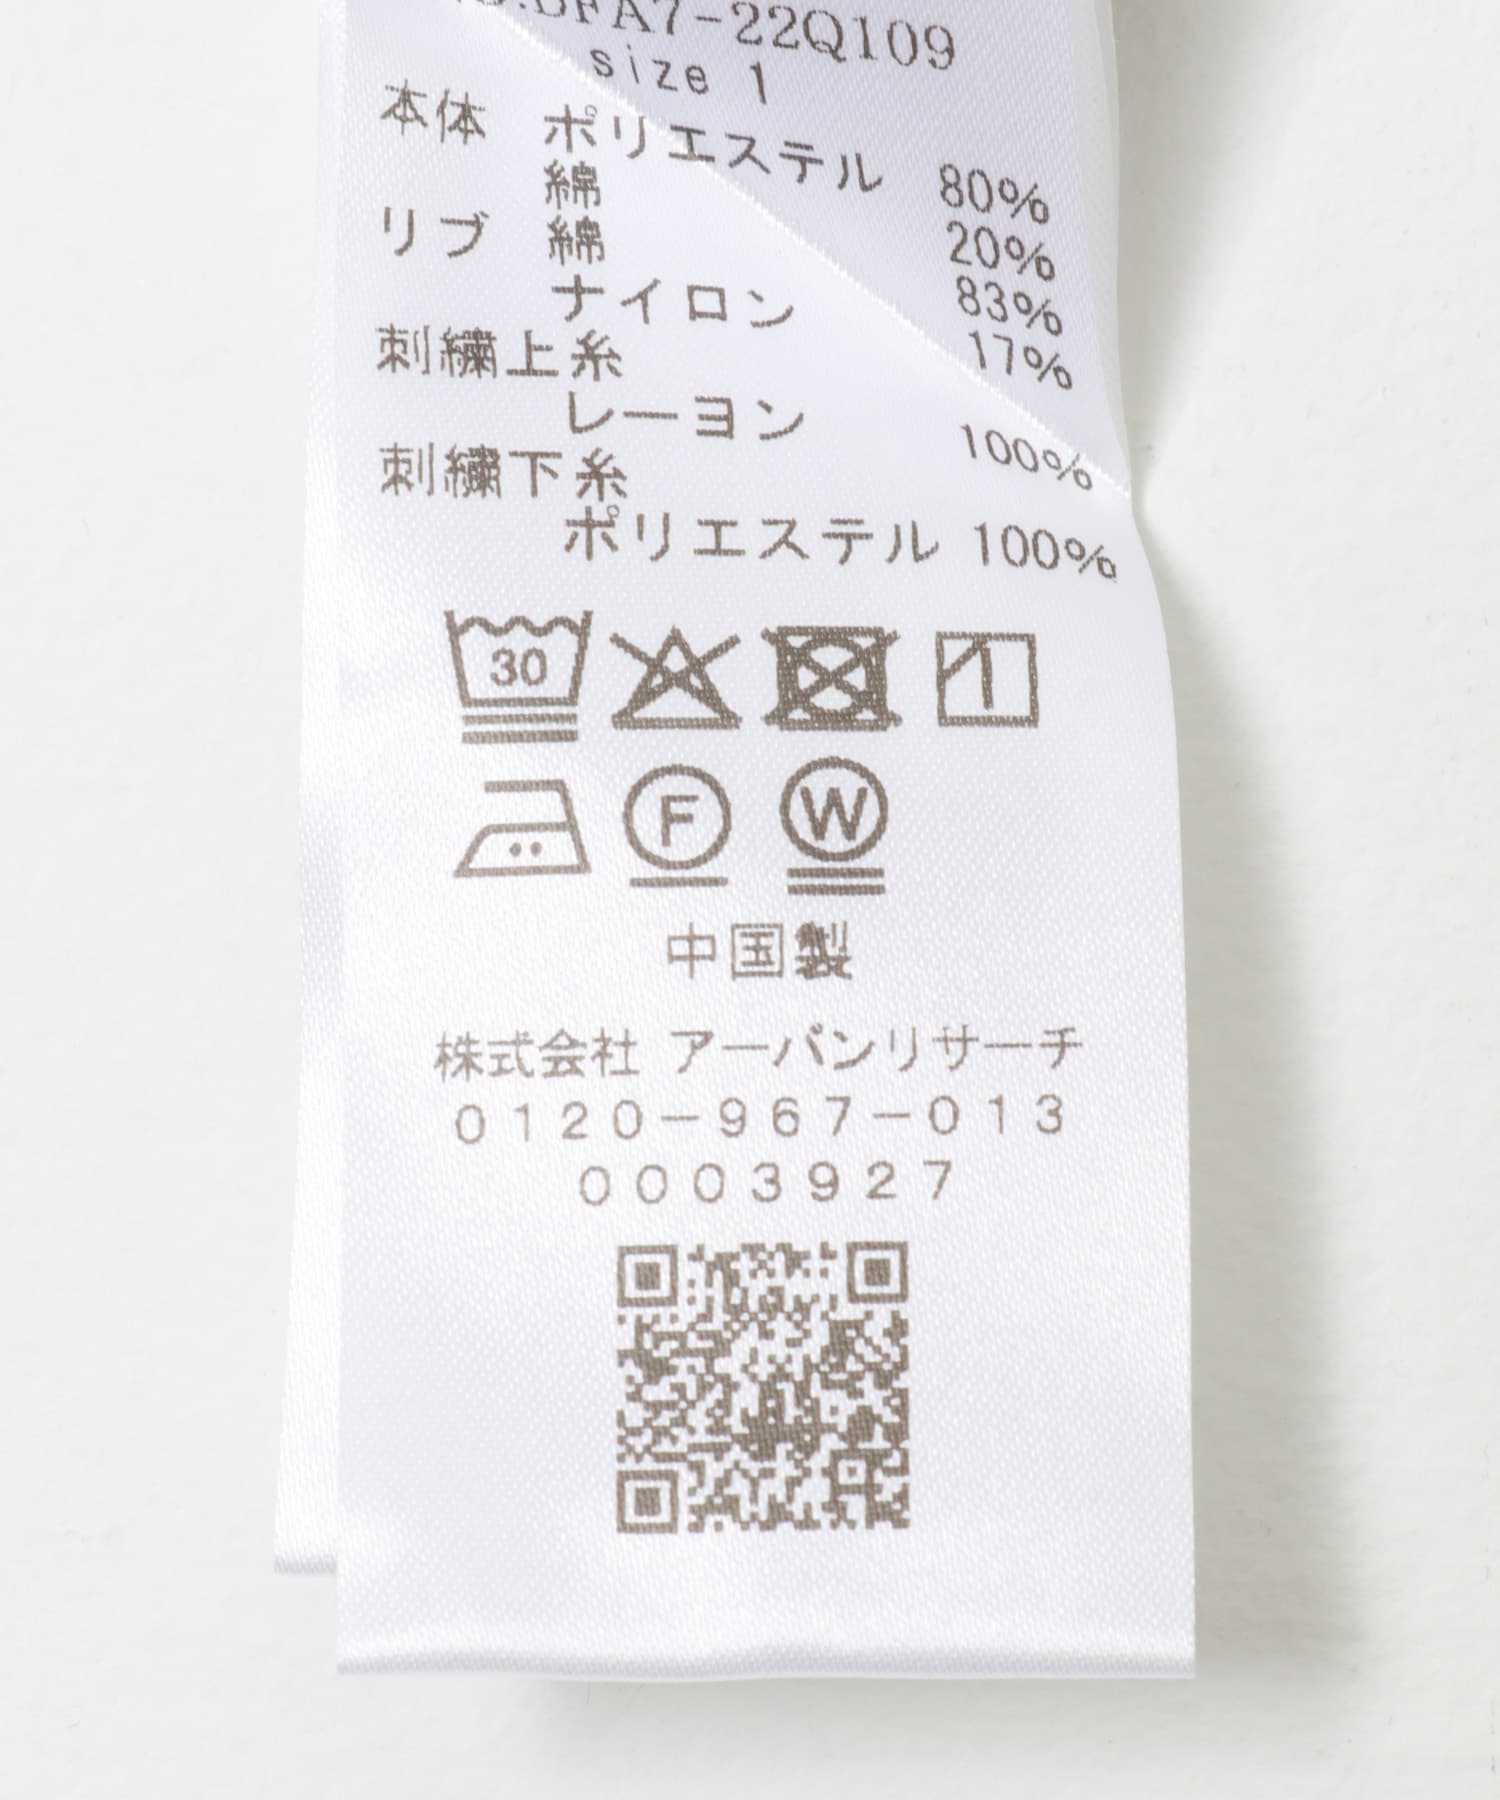 .DFA7-22Q109
size 1
本体 ポリエステル 80%
綿 20%
リブ 綿 83%
ナイロン 17%
刺繍上糸
レーヨン 100%
刺繍下糸
ポリエステル 100%
30
F W
中国製
株式会社 アーバンリサーチ
0120-967-013
0003927